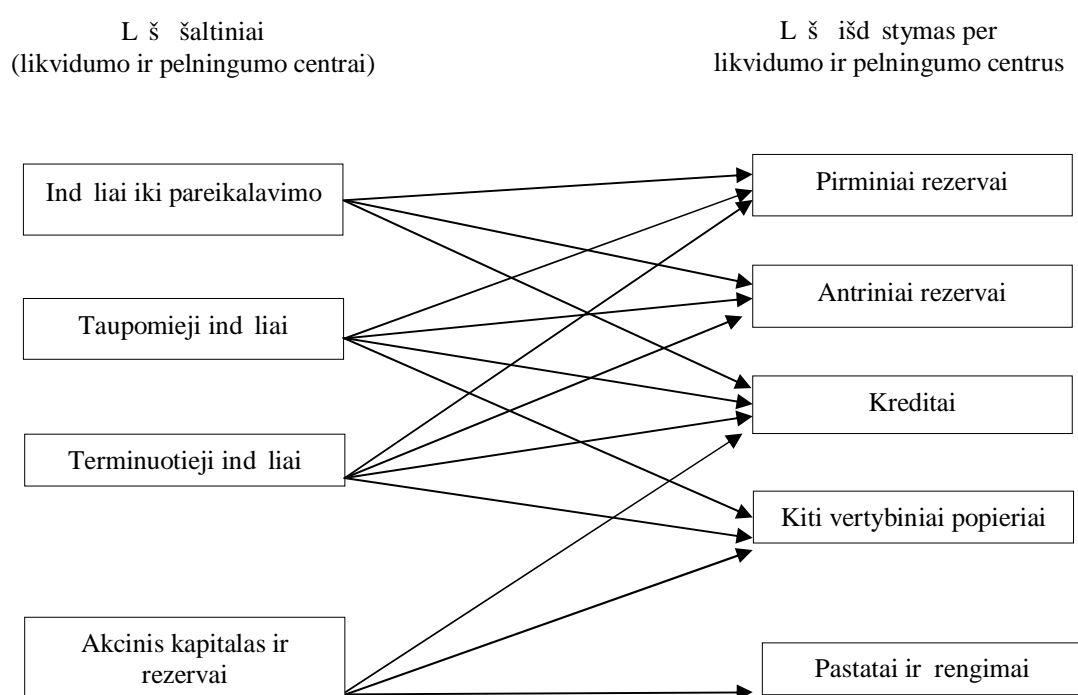 L š šaltiniai
(likvidumo ir pelningumo centrai)
L š išd stymas per
likvidumo ir pelningumo centrus
Ind liai iki pareikalavimo
Taupomieji ind liai
Terminuotieji ind liai
Akcinis kapitalas ir
rezervai
Pirminiai rezervai
Antriniai rezervai
Kreditai
Kiti vertybiniai popieriai
Pastatai ir rengimai